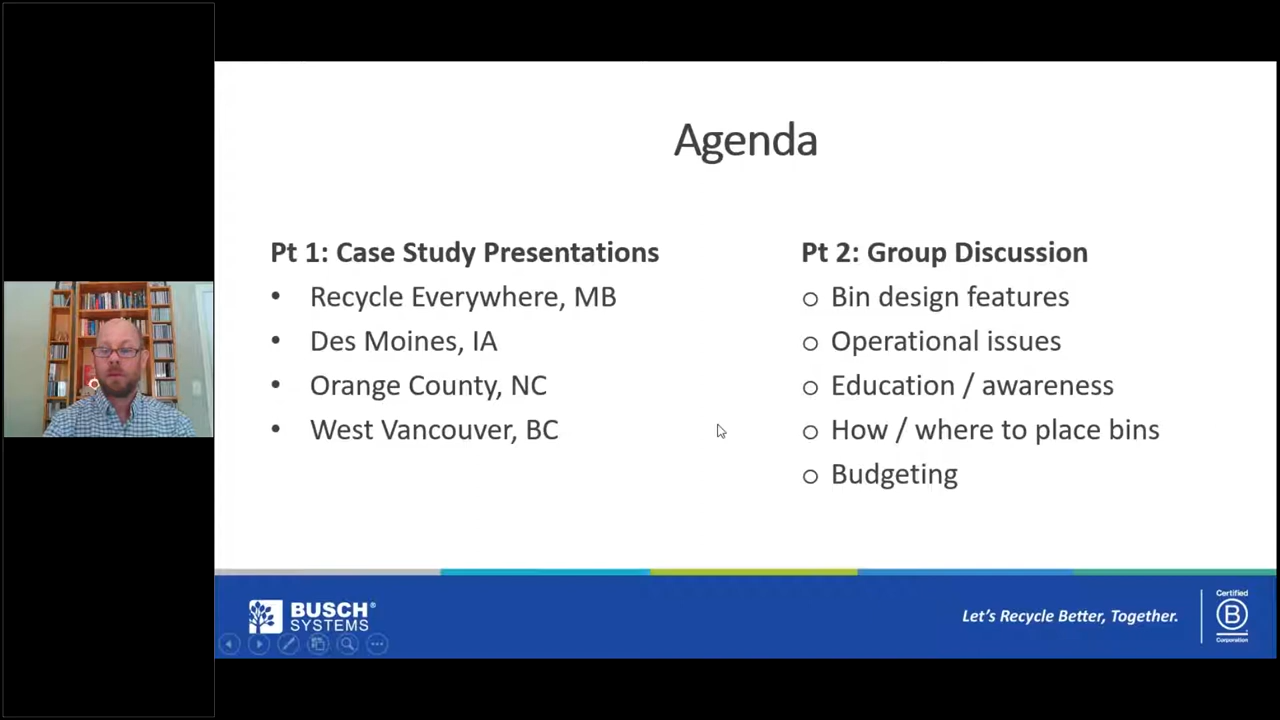 Agenda
Pt 1: Case Study Presentations
• Recycle Everywhere, MB
• Des Moines, IA
• Orange County, NC
• West Vancouver, BC
Pt 2: Group Discussion
o Bin design features
o Operational issues
o Education / awareness
o How / where to place bins
o Budgeting
BUSCH®
SYSTEMS
Let's Recycle Better, Together.
Certified
B
Corporation